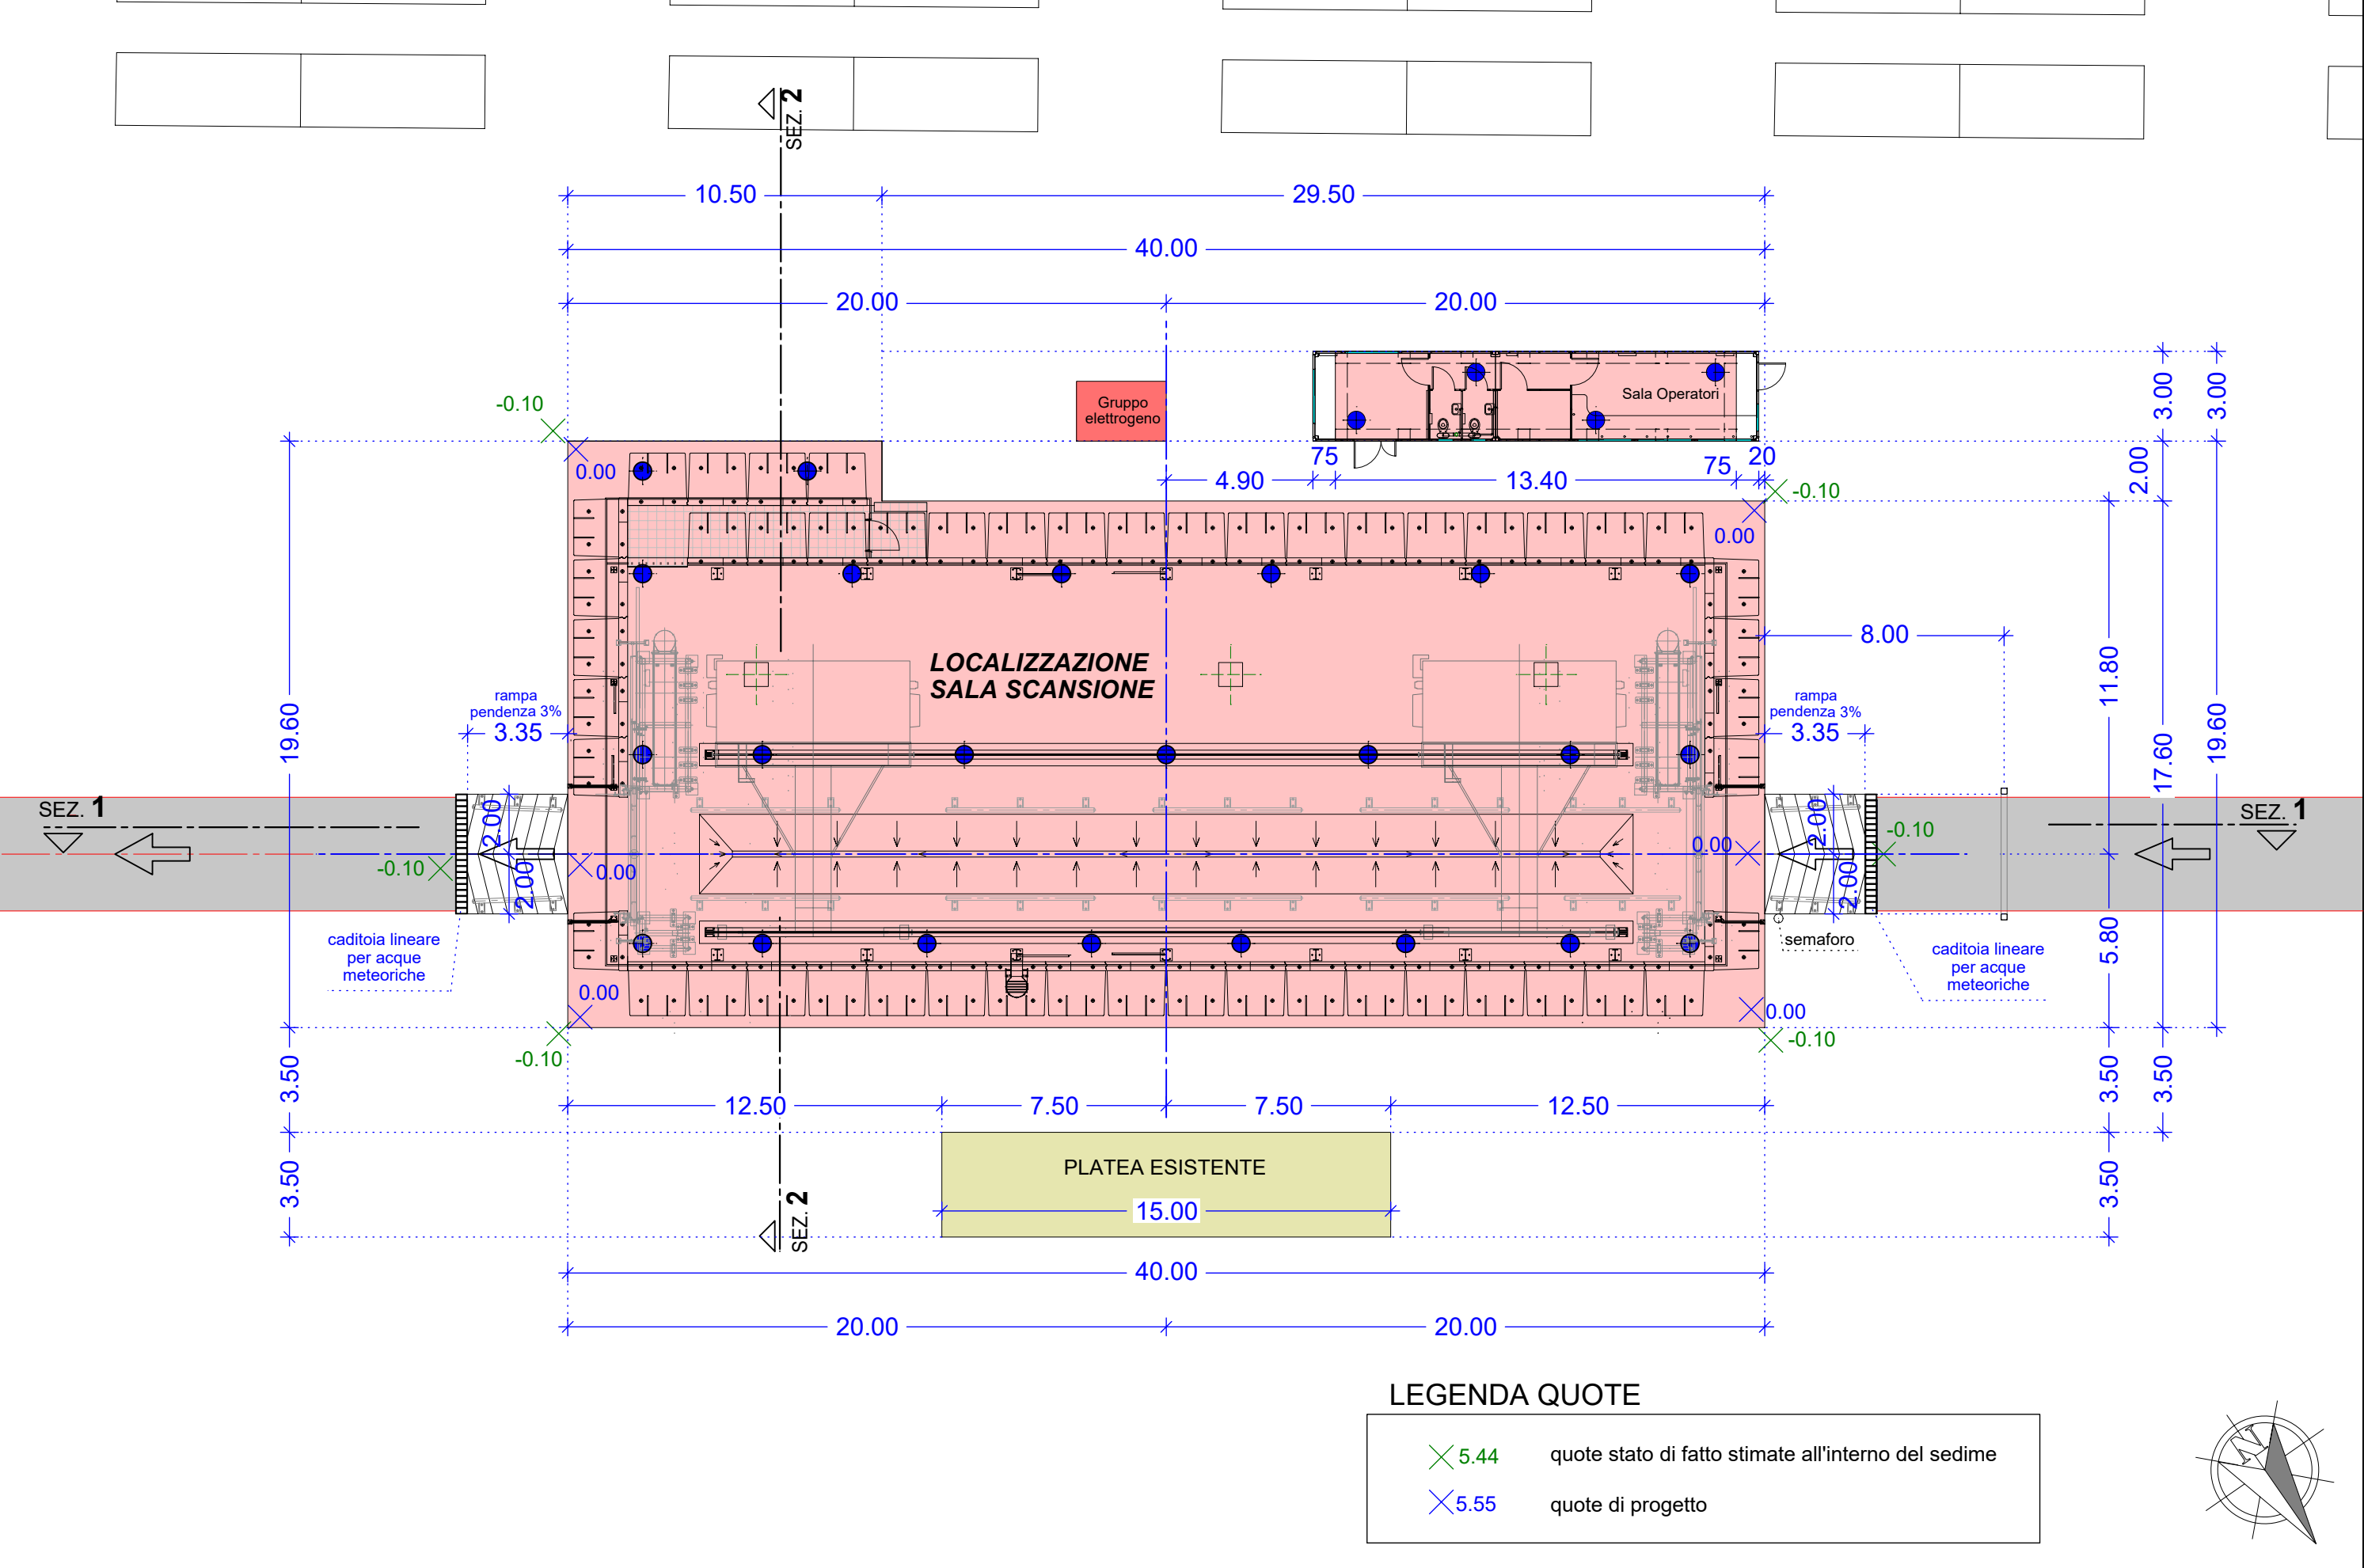 SEZ. 2
10.50
29.50
40.00
20.00
20.00
Gruppo
elettrogeno
Sala Operatori
3.00
3.00
-0.10
0.00
75
4.90
13.40
75
20
2.00
-0.10
0.00
LOCALIZZAZIONE
SALA SCANSIONE
8.00
11.80
17.60
19.60
19.60
rampa
pendenza 3%
3.35
rampa
pendenza 3%
3.35
SEZ. 1
2.00
2.00
-0.10
0.00
0.00
2.00
2.00
-0.10
SEZ. 1
caditoia lineare
per acque
meteoriche
semaforo
caditoia lineare
per acque
meteoriche
5.80
0.00
-0.10
0.00
-0.10
3.50
3.50
3.50
12.50
7.50
7.50
12.50
PLATEA ESISTENTE
15.00
3.50
3.50
SEZ. 2
40.00
20.00
20.00
LEGENDA QUOTE
5.44
quote stato di fatto stimate all'interno del sedime
5.55
quote di progetto
N